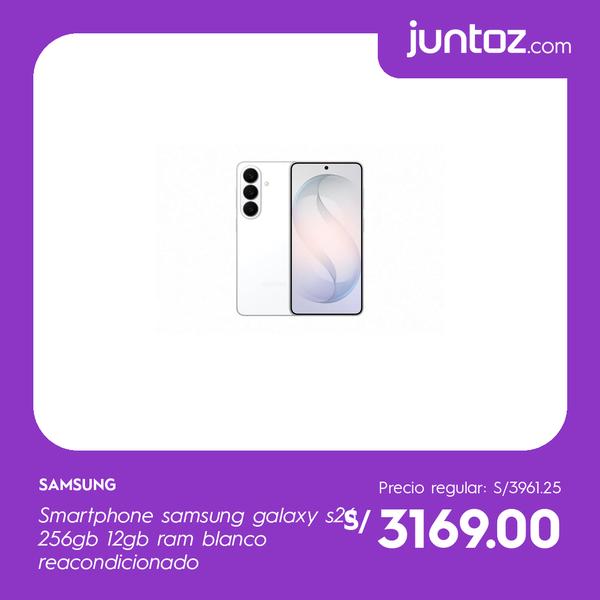 juntoz.com
SAMSUNG
Precio regular: S/3961.25
Smartphone samsung galaxy
256gb 12gb ram blanco
reacondicionado
S/ 3169.00